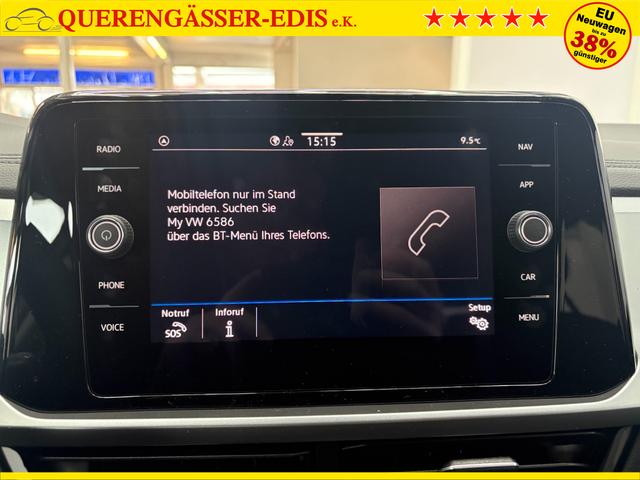 QUERENGÄSSER-EDIS e.K.
EU
Neuwagen
bis zu
38%
günstiger
RADIO
MEDIA
PHONE
VOICE
15:15
9.5°C
Mobiltelefon nur im Stand
verbinden. Suchen Sie
My VW 6586
über das BT-Menü Ihres Telefons.
Notruf
SOS
Inforuf
Setup
NAV
APP
CAR
MENU